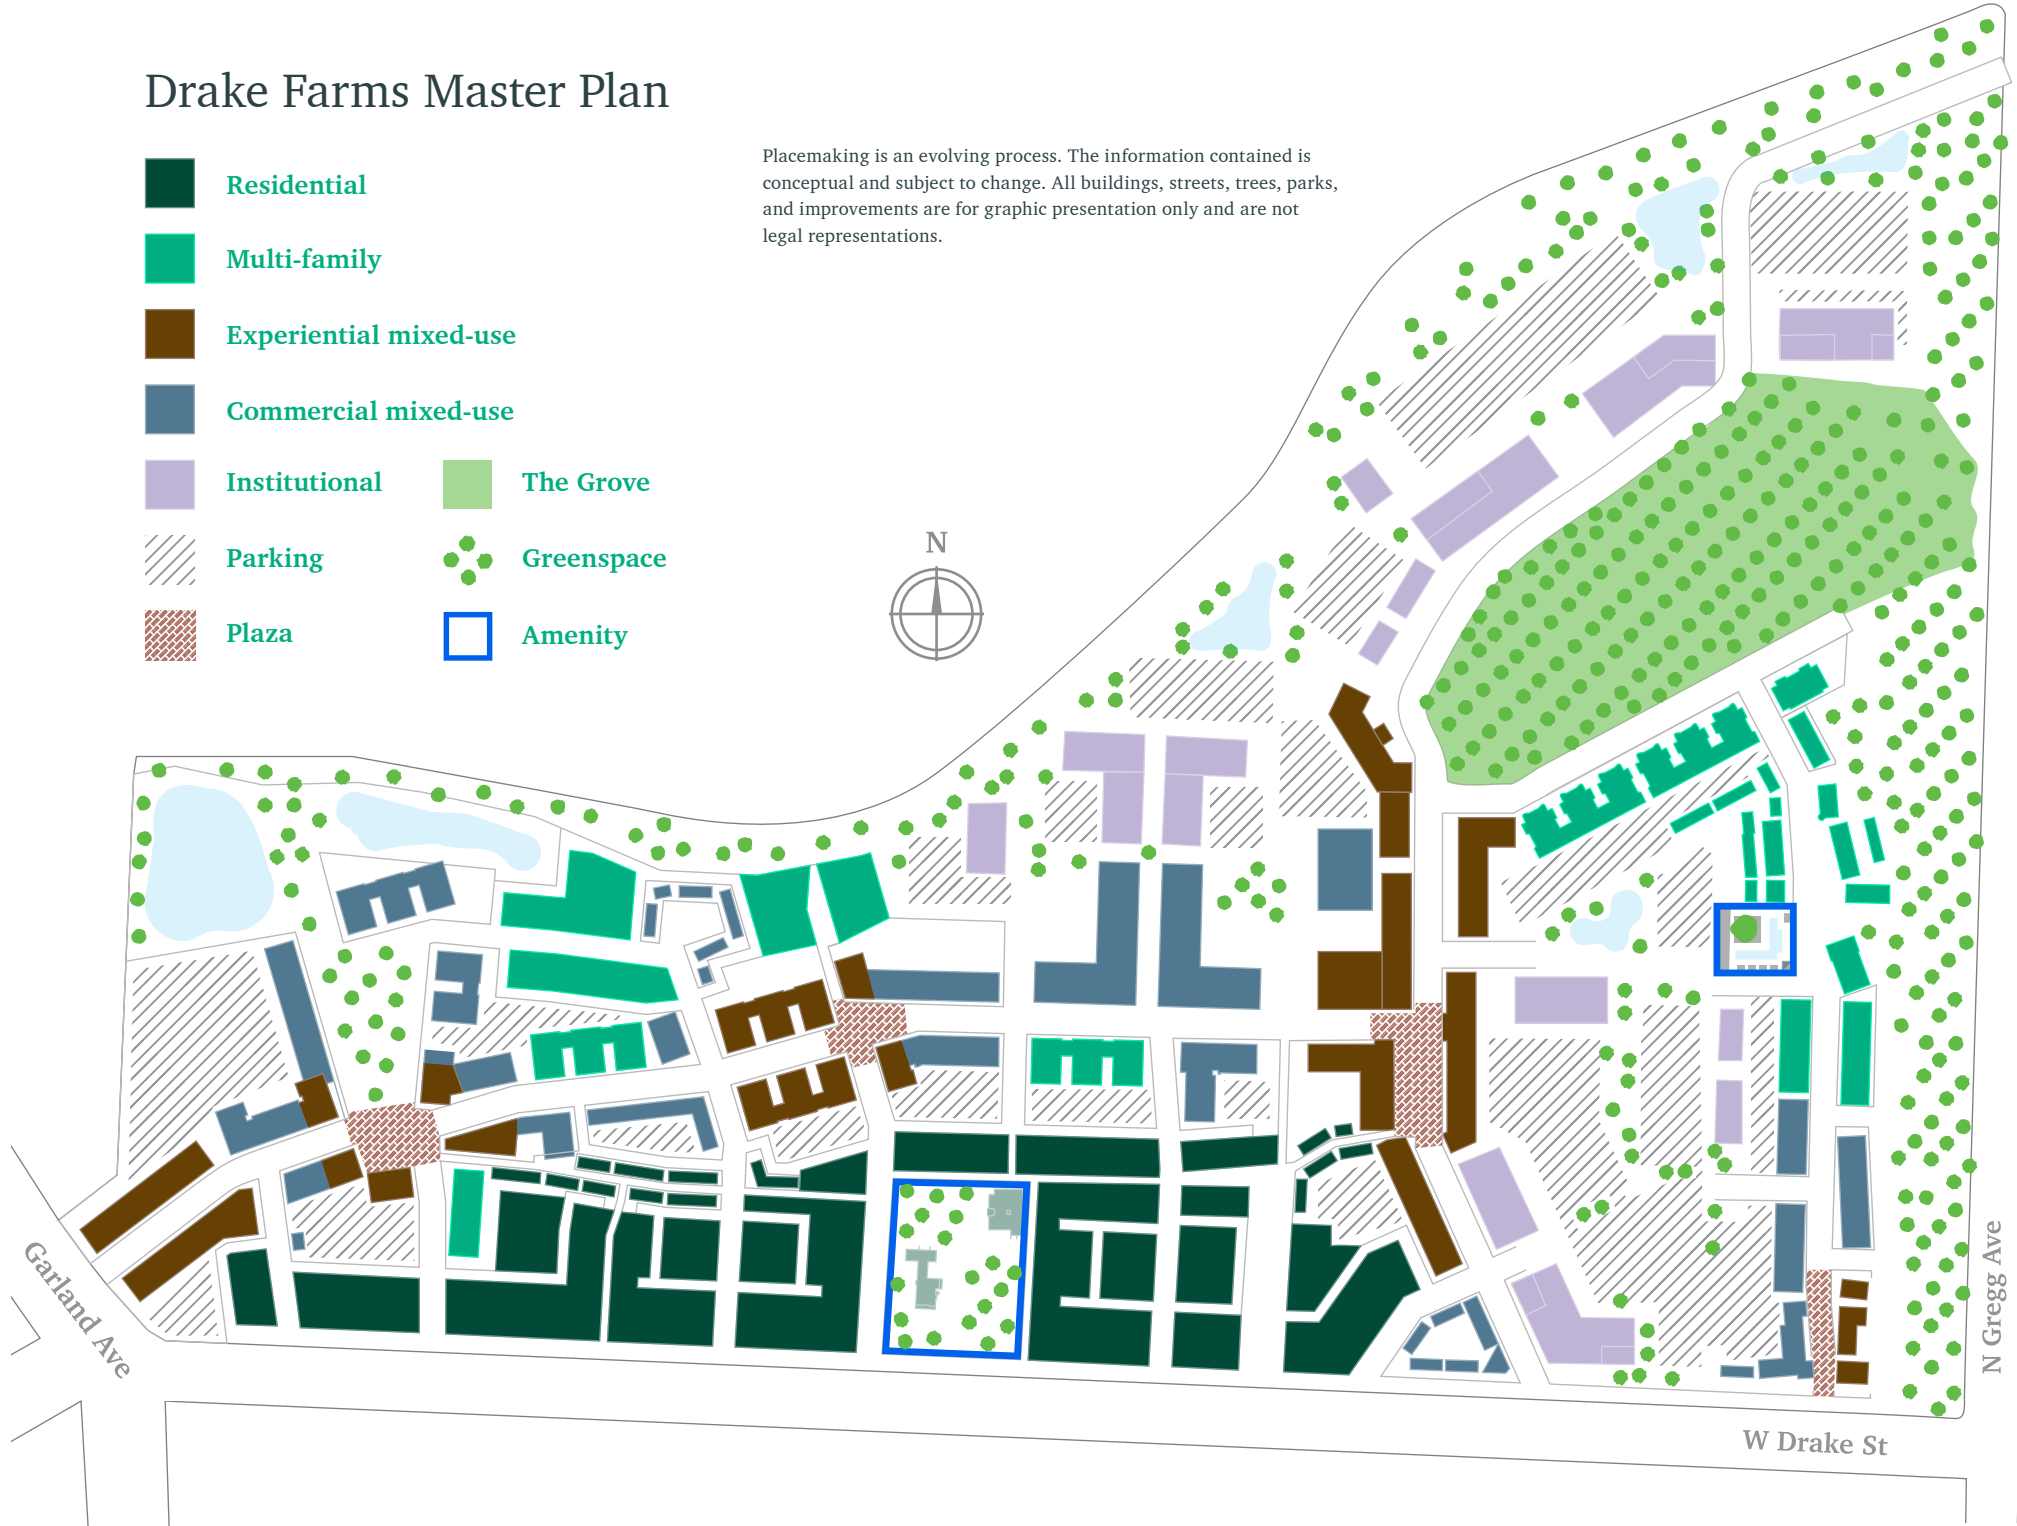 Drake Farms Master Plan
Placemaking is an evolving process. The information contained is
conceptual and subject to change. All buildings, streets, trees, parks,
and improvements are for graphic presentation only and are not
legal representations.
Residential
Multi-family
Experiential mixed-use
Commercial mixed-use
Institutional
The Grove
Parking
Greenspace
Plaza
Amenity
N
Garland Ave
N Gregg Ave
W Drake St